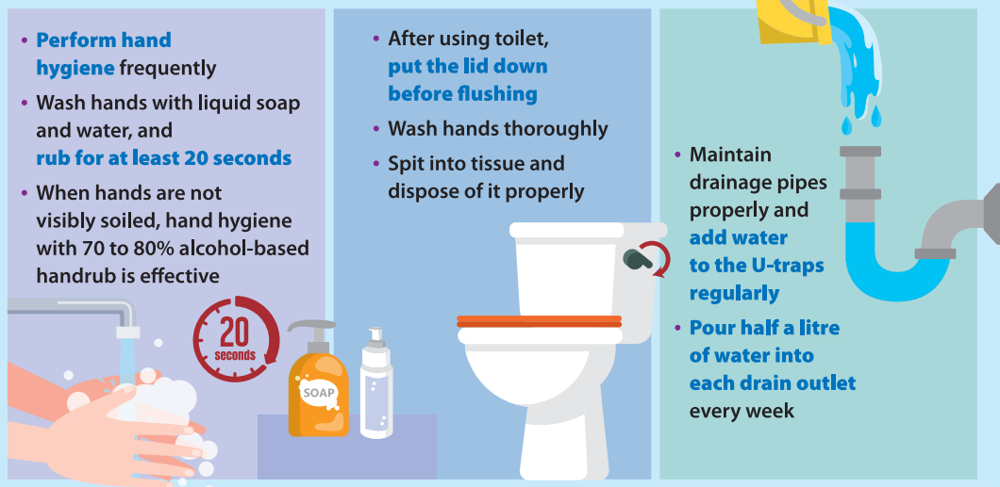 • Perform hand
hygiene frequently
• Wash hands with liquid soap
and water, and
rub for at least 20 seconds
• When hands are not
visibly soiled, hand hygiene
with 70 to 80% alcohol-based
handrub is effective
20
seconds
SOAP
• After using toilet,
put the lid down
before flushing
• Wash hands thoroughly
• Spit into tissue and
dispose of it properly
• Maintain
drainage pipes
properly and
add water
to the U-traps
regularly
• Pour half a litre
of water into
each drain outlet
every week